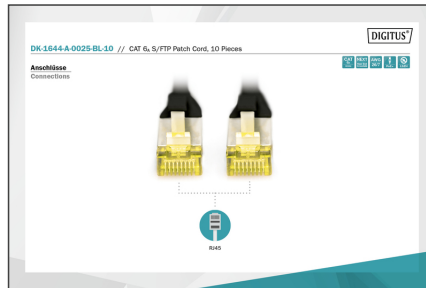 DIGITUS®
DK-1644-A-0025-BL-10 // CAT 6A S/FTP Patch Cord, 10 Pieces
Anschlüsse
Connections
RJ45